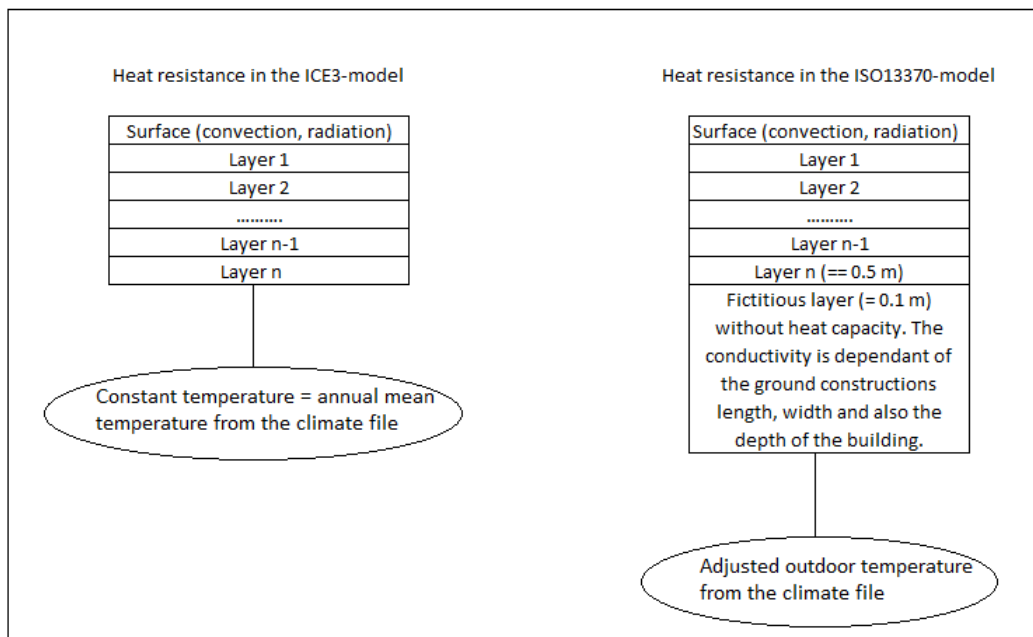 Heat resistance in the ICE3-model
Surface (convection, radiation)
Layer 1
Layer 2
..........
Layer n-1
Layer n
Constant temperature = annual mean
temperature from the climate file
Heat resistance in the ISO13370-model
Surface (convection, radiation)
Layer 1
Layer 2
..........
Layer n-1
Layer n (== 0.5 m)
Fictitious layer (= 0.1 m)
without heat capacity. The
conductivity is dependant of
the ground constructions
length, width and also the
depth of the building.
Adjusted outdoor temperature
from the climate file